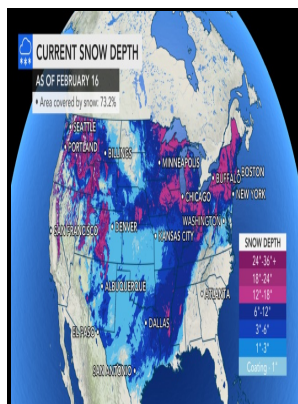 CURRENT SNOW DEPTH
AS OF FEBRUARY 16
• Area covered by snow: 73.2%
SEATTLE
PORTLAND
BILLINGS
MINNEAPOLIS
BUFFALO
BOSTON
NEW YORK
CHICAGO
WASHINGTON
SAN FRANCISCO
DENVER
KANSAS CITY
ALBUQUERQUE
ATLANTA
EL PASO
DALLAS
SAN ANTONIO
SNOW DEPTH
24"-36"+
18"-24"
12"-18"
6"-12"
3"-6"
1"-3"
Coating - 1"